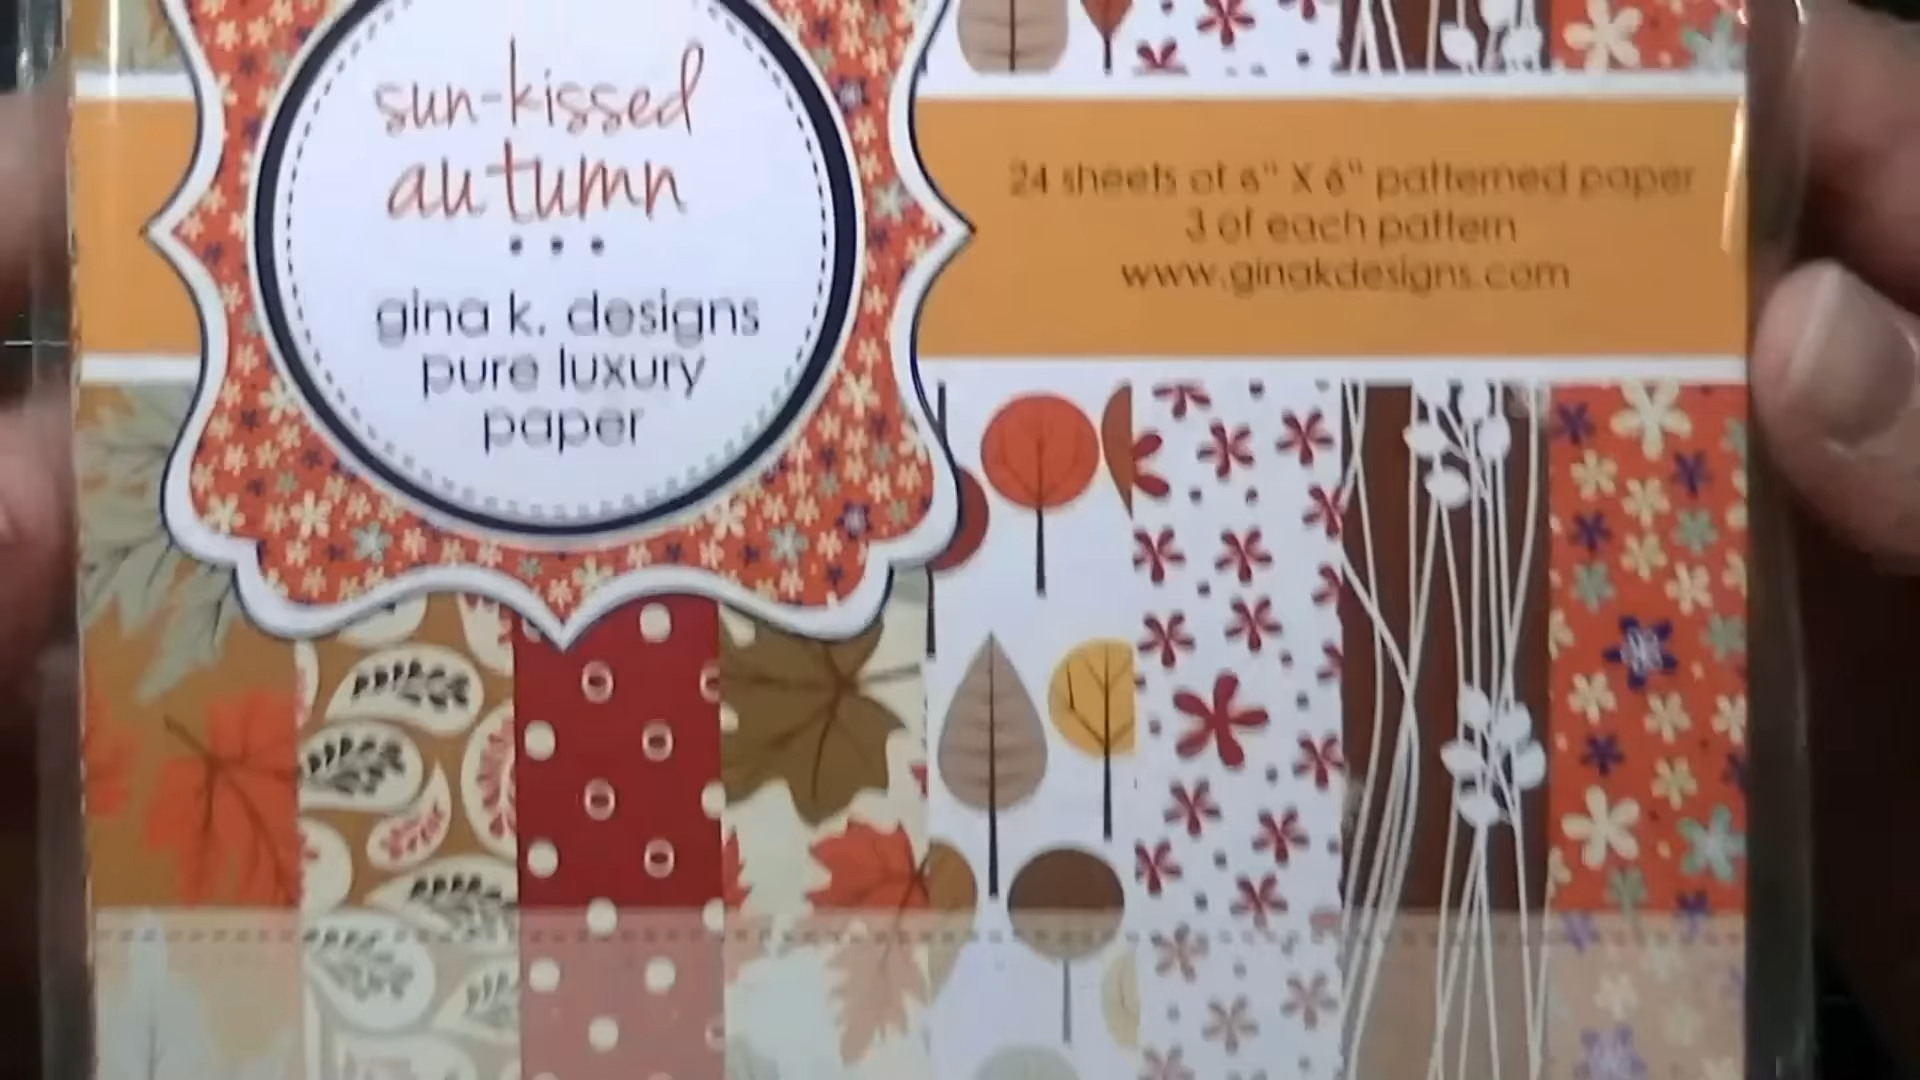 sun-kissed
autumn
gina k. designs
pure luxury
paper
24 sheets of 6" X 6" patterned paper
3 of each pattern
www.ginakdesigns.com